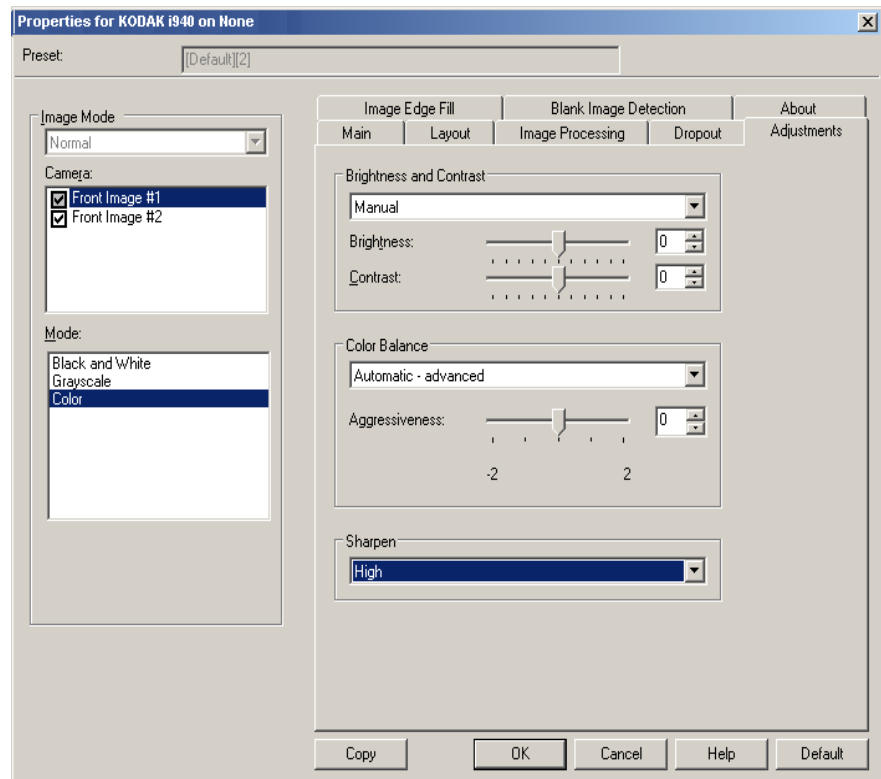 Properties for KODAK i940 on None
Preset: [Default][2]
Image Mode
Normal
Camera:
Front Image #1
Front Image #2
Mode:
Black and White
Grayscale
Color
Image Edge Fill Blank Image Detection About
Main Layout Image Processing Dropout Adjustments
Brightness and Contrast
Manual
Brightness: 0
Contrast: 0
Color Balance
Automatic - advanced
Aggressiveness: 0
-2 2
Sharpen
High
Copy OK Cancel Help Default